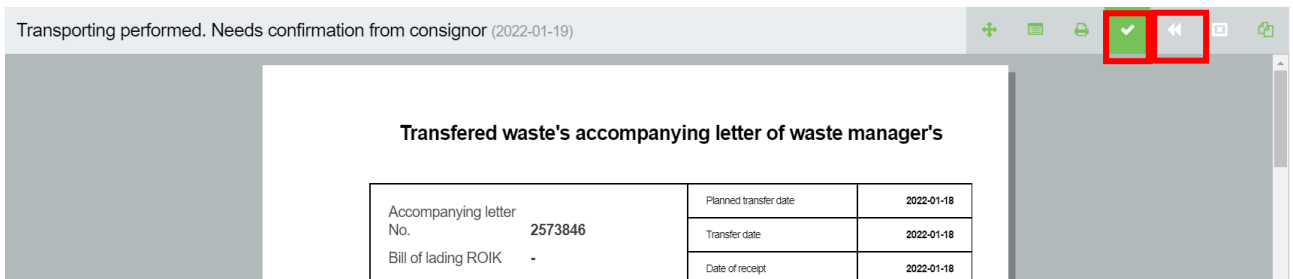 Transporting performed. Needs confirmation from consignor (2022-01-19)
Transfered waste's accompanying letter of waste manager's
Accompanying letter
No. 2573846
Bill of lading ROIK -
Planned transfer date 2022-01-18
Transfer date 2022-01-18
Date of receipt 2022-01-18